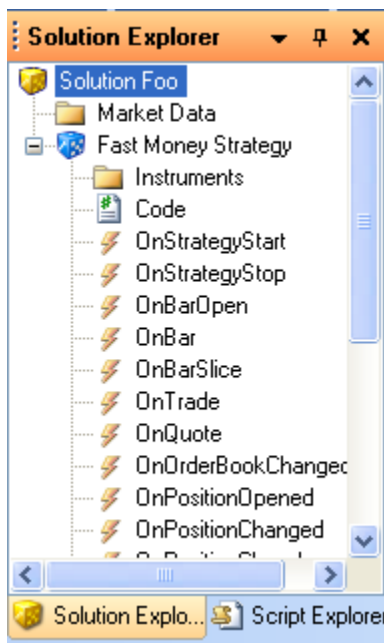 Solution Explorer
Solution Foo
Market Data
Fast Money Strategy
Instruments
Code
OnStrategyStart
OnStrategyStop
OnBarOpen
OnBar
OnBarSlice
OnTrade
OnQuote
OnOrderBookChanged
OnPositionOpened
OnPositionChanged
Solution Explo... Script Explorer